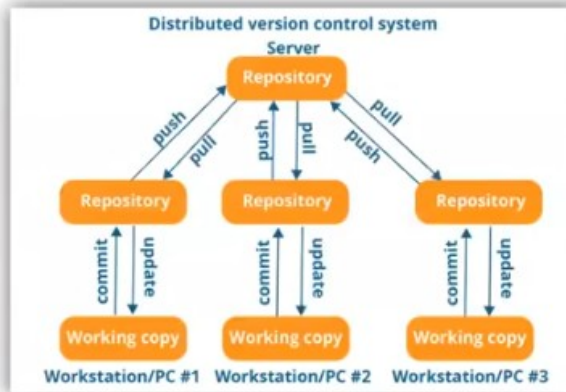 Distributed version control system
Server
Repository
push
pull
push
pull
push
pull
Repository
Repository
Repository
commit
update
commit
update
commit
update
Working copy
Working copy
Working copy
Workstation/PC #1
Workstation/PC #2
Workstation/PC #3